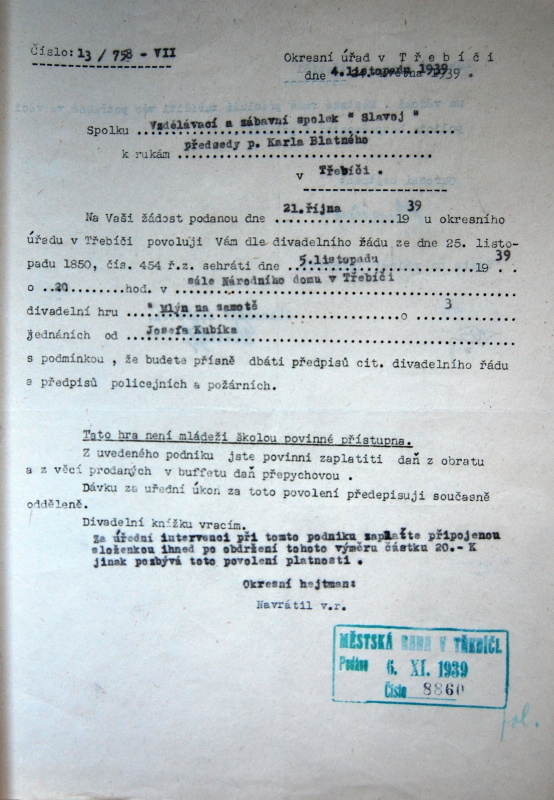 Číslo: 13 / 758 - VII
Okresní úřad v Třebíči
dne 4.listopadu 1939 .
Spolku Vzdělávací a zábavní spolek " Slavoj "
k rukám předsedy p. Karla Blatného
v Třebíči .
Na Vaši žádost podanou dne 21.října 1939 u okresního
úřadu v Třebíči povoluji Vám dle divadelního řádu ze dne 25. listo-
padu 1850, čís. 454 ř.z. sehráti dne 5.listopadu 1939
o 20 hod. v sále Národního domu v Třebíči
divadelní hru " Mlýn na samotě o 3
jednáních od Josefa Kubíka
s podmínkou , že budete přísně dbáti předpisů cit. divadelního řádu
a předpisů policejních a požárních.
Tato hra není mládeži školou povinné přístupna.
Z uvedeného podniku jste povinni zaplatiti daň z obratu
a z věcí prodaných v buffetu daň přepychovou .
Dávku za úřední úkon za toto povolení předepisuji současně
odděleně.
Divadelní knížku vracím.
Za úřední intervenci při tomto podniku zaplaťte připojenou
složenkou ihned po obdržení tohoto výměru částku 20.- K
jinak pozbývá toto povolení platnosti .
Okresní hejtman:
Navrátil v.r.
MĚSTSKÁ RADA V TŘEBÍČI.
Podáno 6. XI. 1939
Číslo 8860